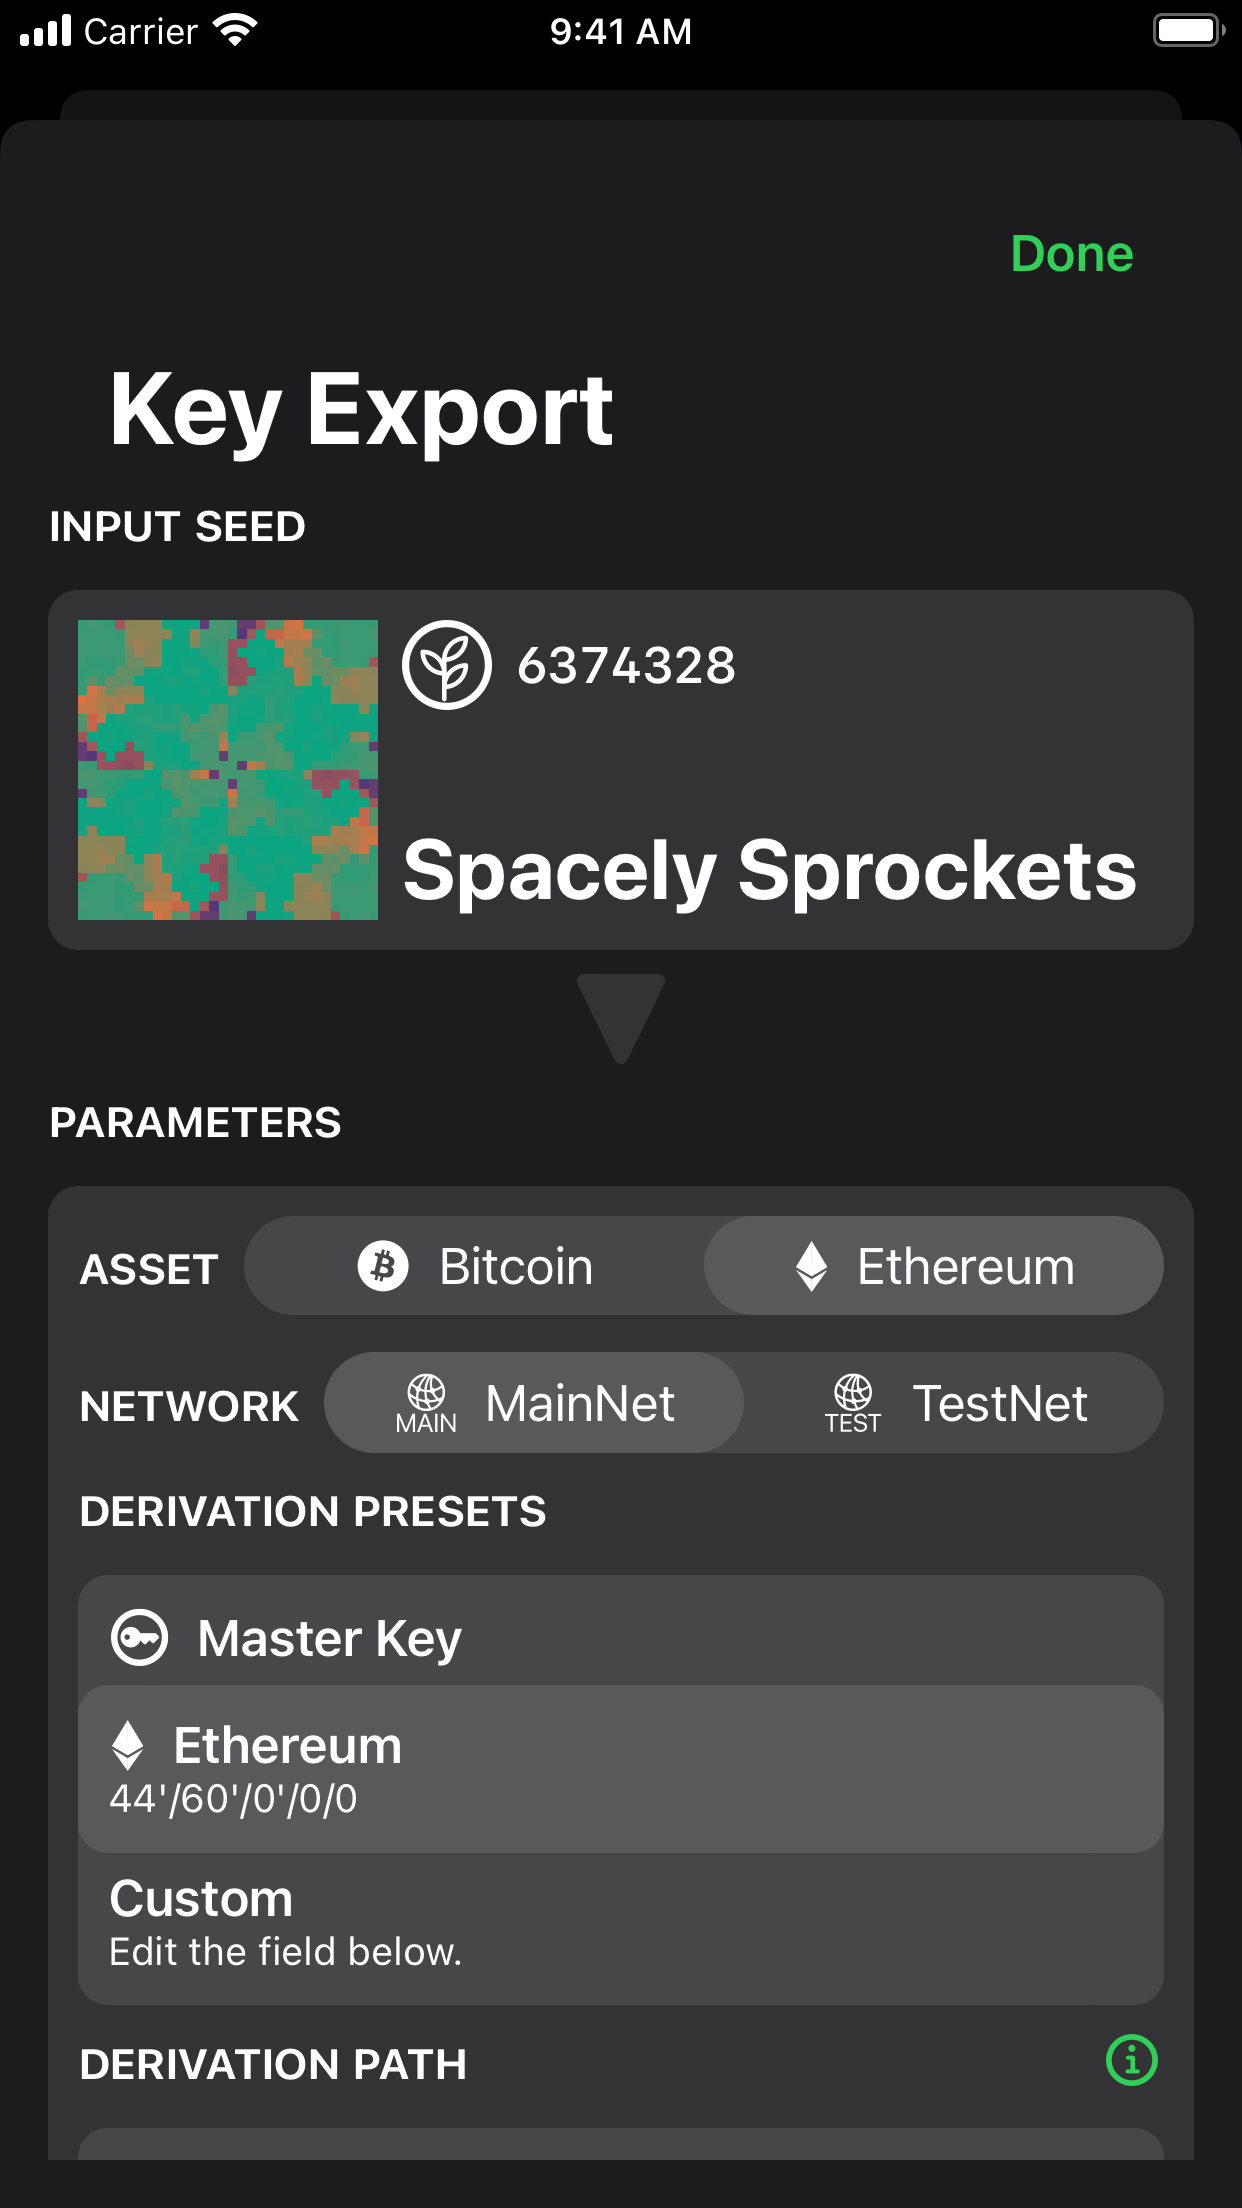 Carrier 9:41 AM
Done
Key Export
INPUT SEED
6374328
Spacely Sprockets
PARAMETERS
ASSET Bitcoin Ethereum
NETWORK MAIN MainNet TEST TestNet
DERIVATION PRESETS
Master Key
Ethereum
44'/60'/0'/0/0
Custom
Edit the field below.
DERIVATION PATH